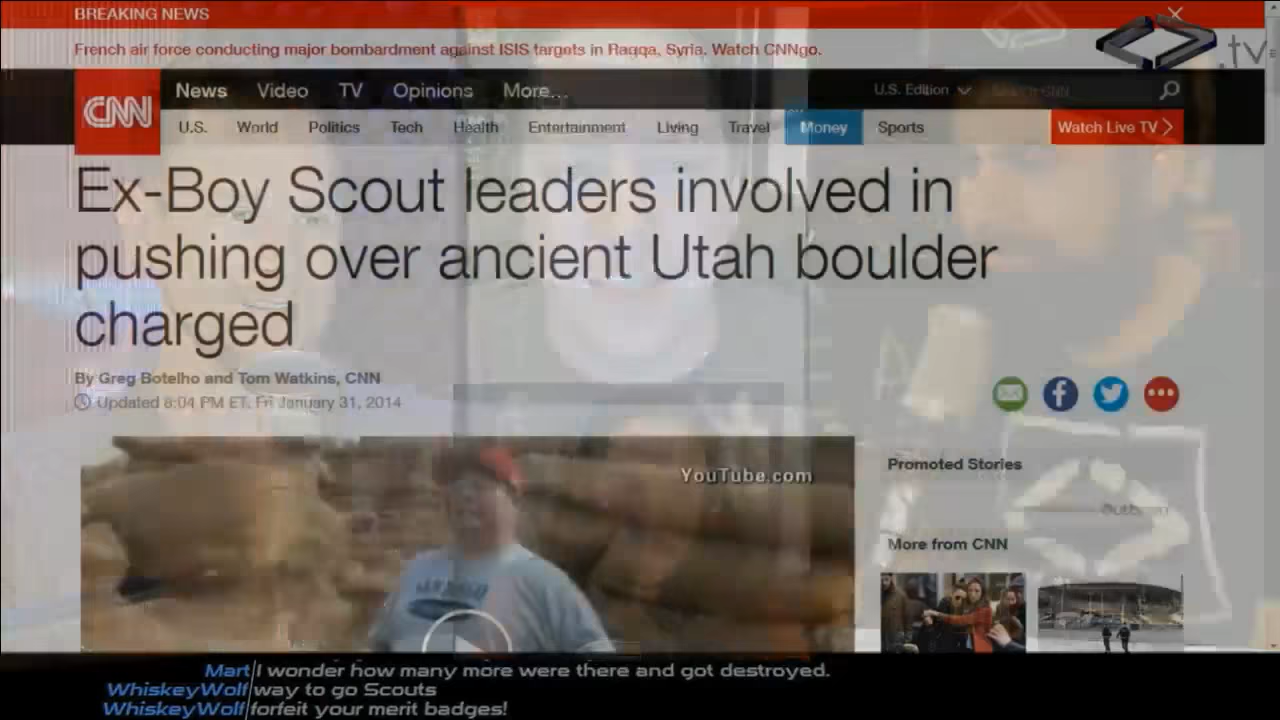 BREAKING NEWS
French air force conducting major bombardment against ISIS targets in Raqqa, Syria. Watch CNNgo.
.tv
CNN
News Video TV Opinions More...
U.S. Edition
U.S. World Politics Tech Health Entertainment Living Travel Money Sports
Watch Live TV
Ex-Boy Scout leaders involved in
pushing over ancient Utah boulder
charged
By Greg Botelho and Tom Watkins, CNN
Updated 8:04 PM ET, Fri January 31, 2014
YouTube.com
Promoted Stories
More from CNN
Mart I wonder how many more were there and got destroyed.
WhiskeyWolf way to go Scouts
WhiskeyWolf forfeit your merit badges!